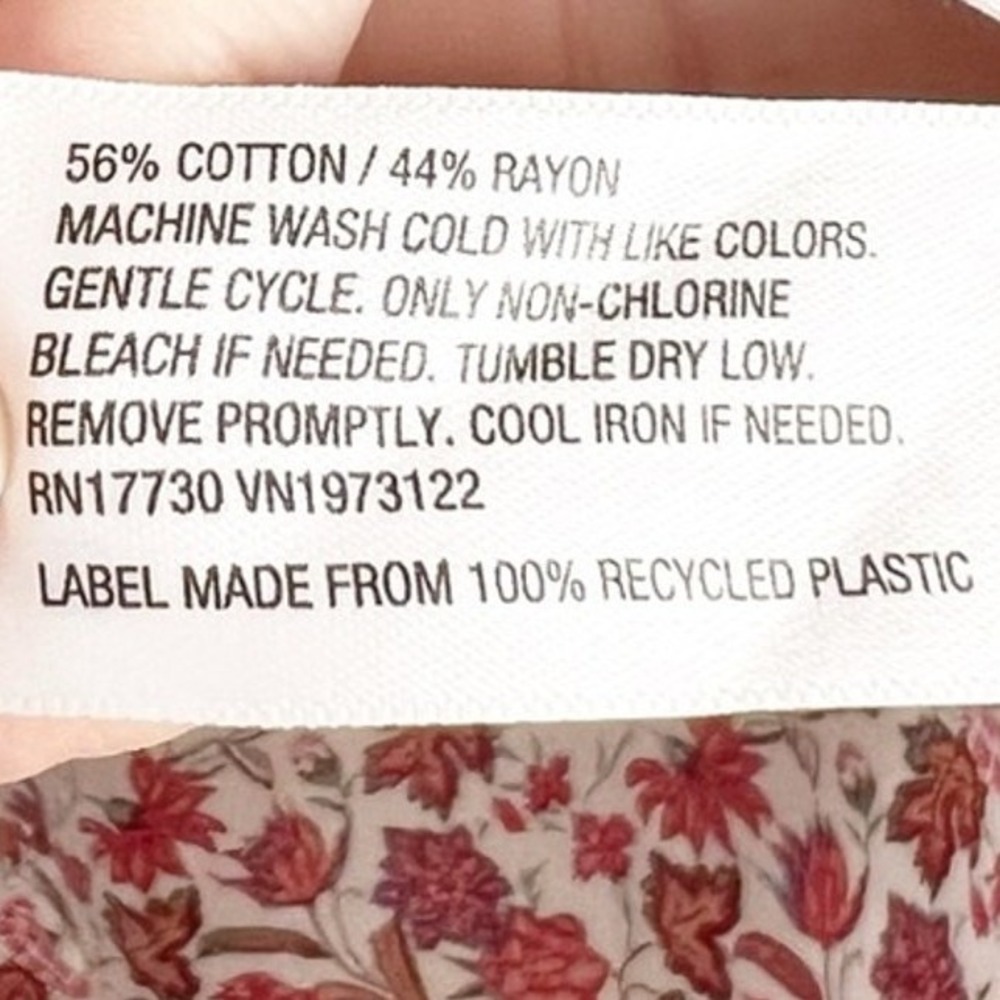 56% COTTON / 44% RAYON
MACHINE WASH COLD WITH LIKE COLORS.
GENTLE CYCLE. ONLY NON-CHLORINE
BLEACH IF NEEDED. TUMBLE DRY LOW.
REMOVE PROMPTLY. COOL IRON IF NEEDED.
RN17730 VN1973122
LABEL MADE FROM 100% RECYCLED PLASTIC